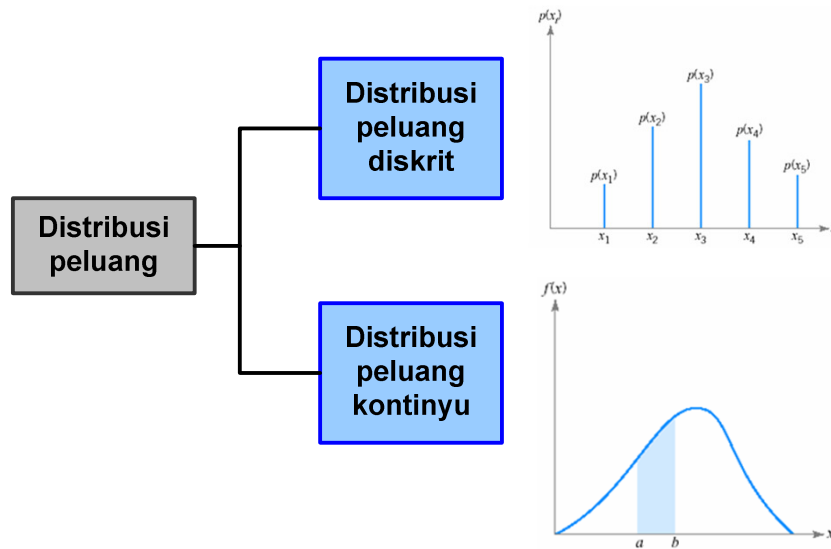 Distribusi
peluang
Distribusi
peluang
diskrit
Distribusi
peluang
kontinyu
p(xᵢ)
p(x₁)
p(x₂)
p(x₃)
p(x₄)
p(x₅)
x₁ x₂ x₃ x₄ x₅
f(x)
a b
x